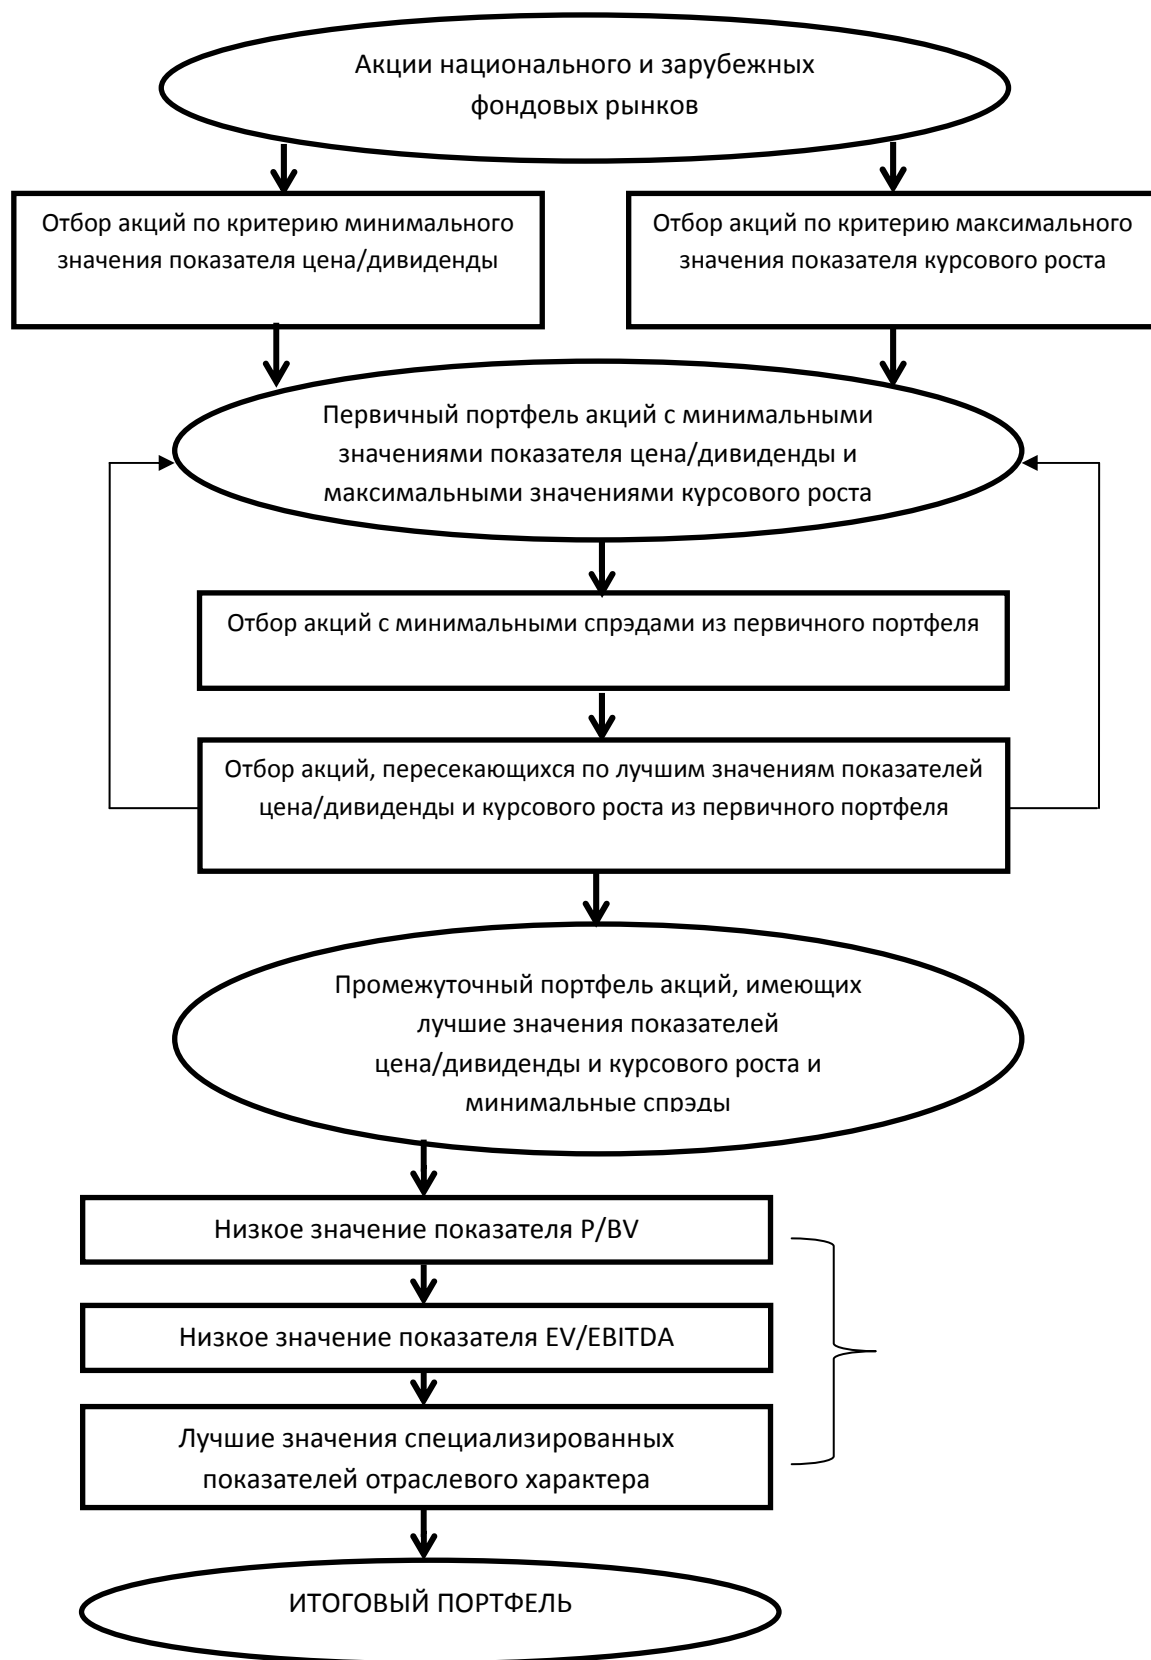 Акции национального и зарубежных
фондовых рынков
Отбор акций по критерию минимального
значения показателя цена/дивиденды
Отбор акций по критерию максимального
значения показателя курсового роста
Первичный портфель акций с минимальными
значениями показателя цена/дивиденды и
максимальными значениями курсового роста
Отбор акций с минимальными спрэдами из первичного портфеля
Отбор акций, пересекающихся по лучшим значениям показателей
цена/дивиденды и курсового роста из первичного портфеля
Промежуточный портфель акций, имеющих
лучшие значения показателей
цена/дивиденды и курсового роста и
минимальные спрэды
Низкое значение показателя P/BV
Низкое значение показателя EV/EBITDA
Лучшие значения специализированных
показателей отраслевого характера
ИТОГОВЫЙ ПОРТФЕЛЬ